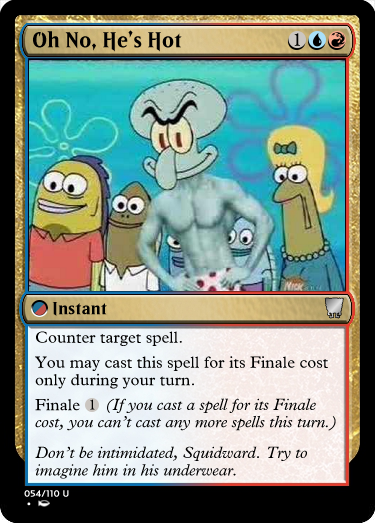 Oh No, He's Hot 1
Instant
Counter target spell.
You may cast this spell for its Finale cost
only during your turn.
Finale 1 (If you cast a spell for its Finale
cost, you can't cast any more spells this turn.)
Don't be intimidated, Squidward. Try to
imagine him in his underwear.
054/110 U